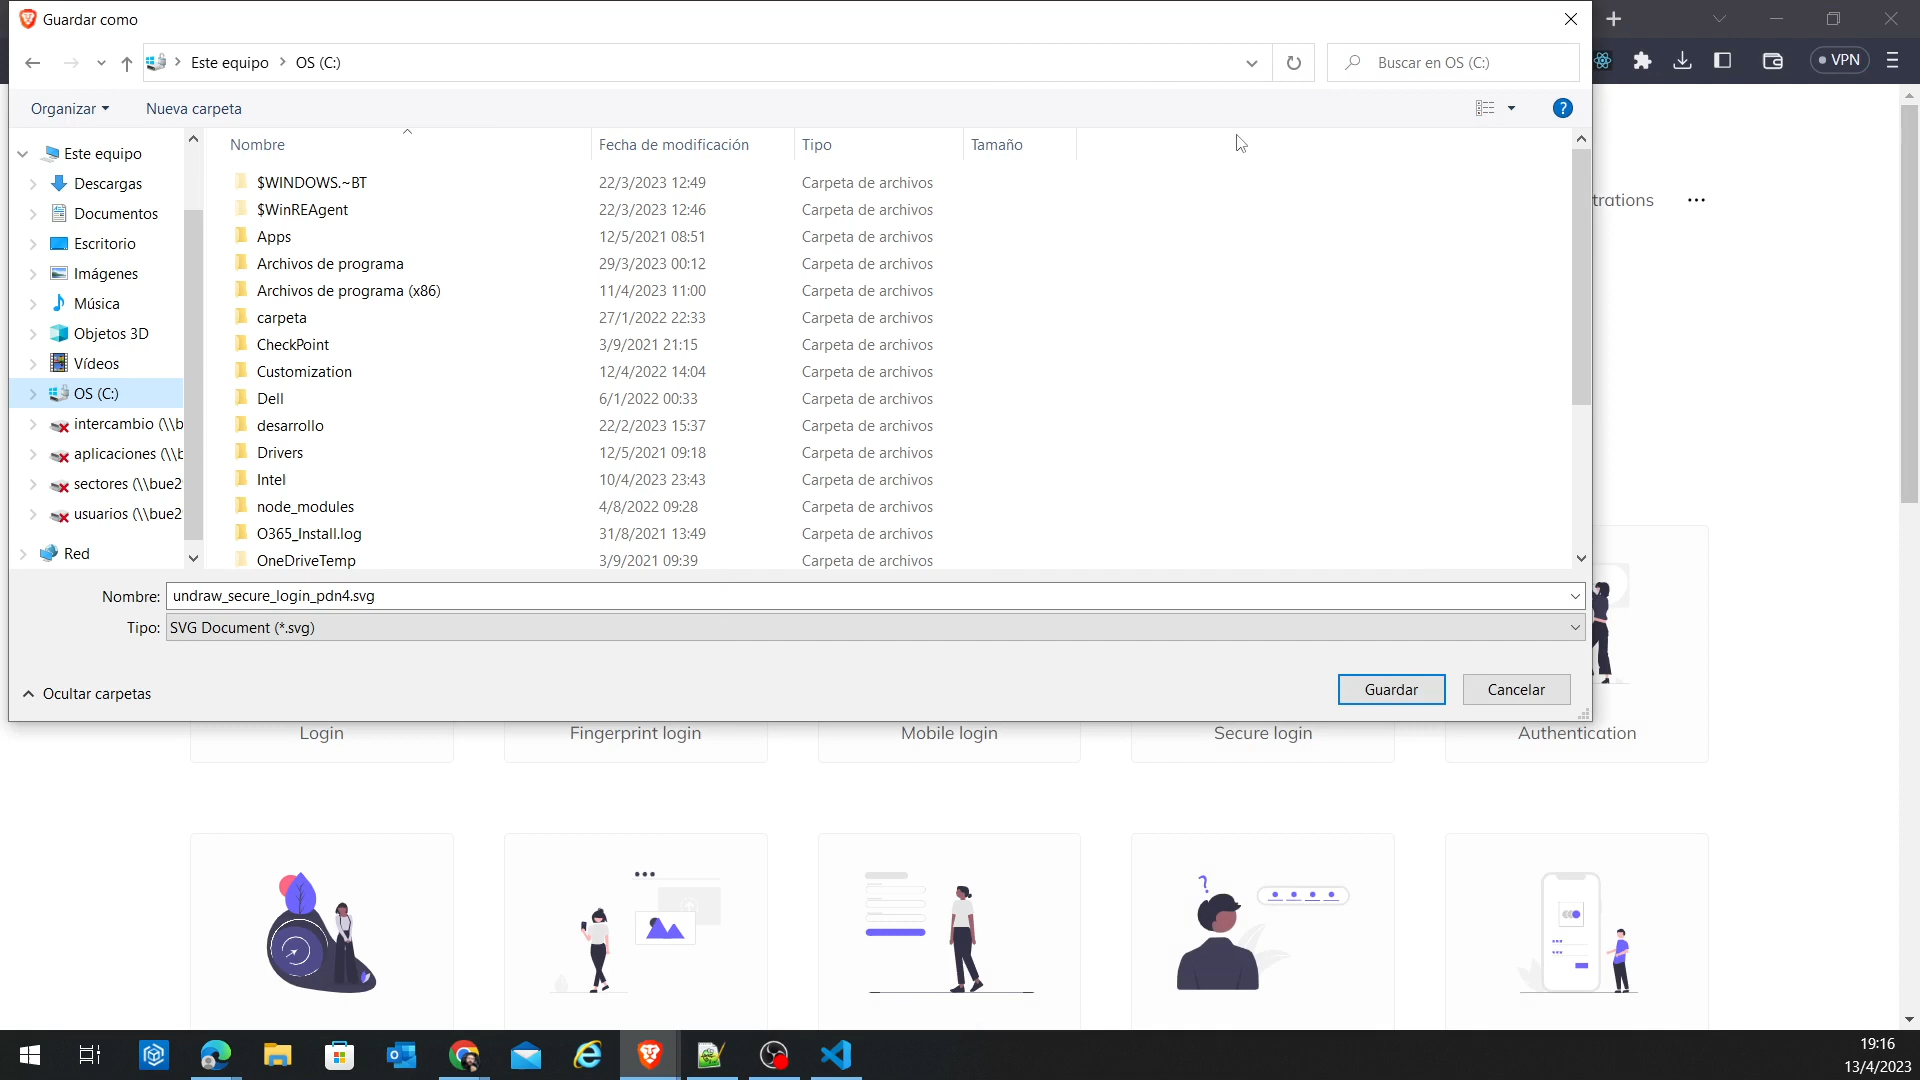 Guardar como
Este equipo
OS (C:)
Buscar en OS (C:)
VPN
Organizar
Nueva carpeta
?
Nombre
Fecha de modificación
Tipo
Tamaño
Este equipo
Descargas
Documentos
Escritorio
Imágenes
Música
Objetos 3D
Vídeos
OS (C:)
intercambio (\\b
aplicaciones (\\b
sectores (\\bue2
usuarios (\\bue2
Red
$WINDOWS.~BT 22/3/2023 12:49 Carpeta de archivos
$WinREAgent 22/3/2023 12:46 Carpeta de archivos
Apps 12/5/2021 08:51 Carpeta de archivos
Archivos de programa 29/3/2023 00:12 Carpeta de archivos
Archivos de programa (x86) 11/4/2023 11:00 Carpeta de archivos
carpeta 27/1/2022 22:33 Carpeta de archivos
CheckPoint 3/9/2021 21:15 Carpeta de archivos
Customization 12/4/2022 14:04 Carpeta de archivos
Dell 6/1/2022 00:33 Carpeta de archivos
desarrollo 22/2/2023 15:37 Carpeta de archivos
Drivers 12/5/2021 09:18 Carpeta de archivos
Intel 10/4/2023 23:43 Carpeta de archivos
node_modules 4/8/2022 09:28 Carpeta de archivos
O365_Install.log 31/8/2021 13:49 Carpeta de archivos
OneDriveTemp 3/9/2021 09:39 Carpeta de archivos
trations
Nombre: undraw_secure_login_pdn4.svg
Tipo: SVG Document (*.svg)
Ocultar carpetas
Guardar
Cancelar
Login
Fingerprint login
Mobile login
Secure login
Authentication
?
19:16
13/4/2023